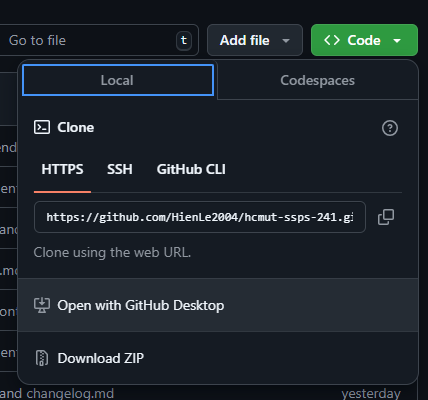 Go to file t Add file Code
Local Codespaces
end
Clone
ent
HTTPS SSH GitHub CLI
and
https://github.com/HienLe2004/hcmut-ssps-241.gi
Clone using the web URL.
.mo
Open with GitHub Desktop
ont
ent
Download ZIP
and changelog.md yesterday